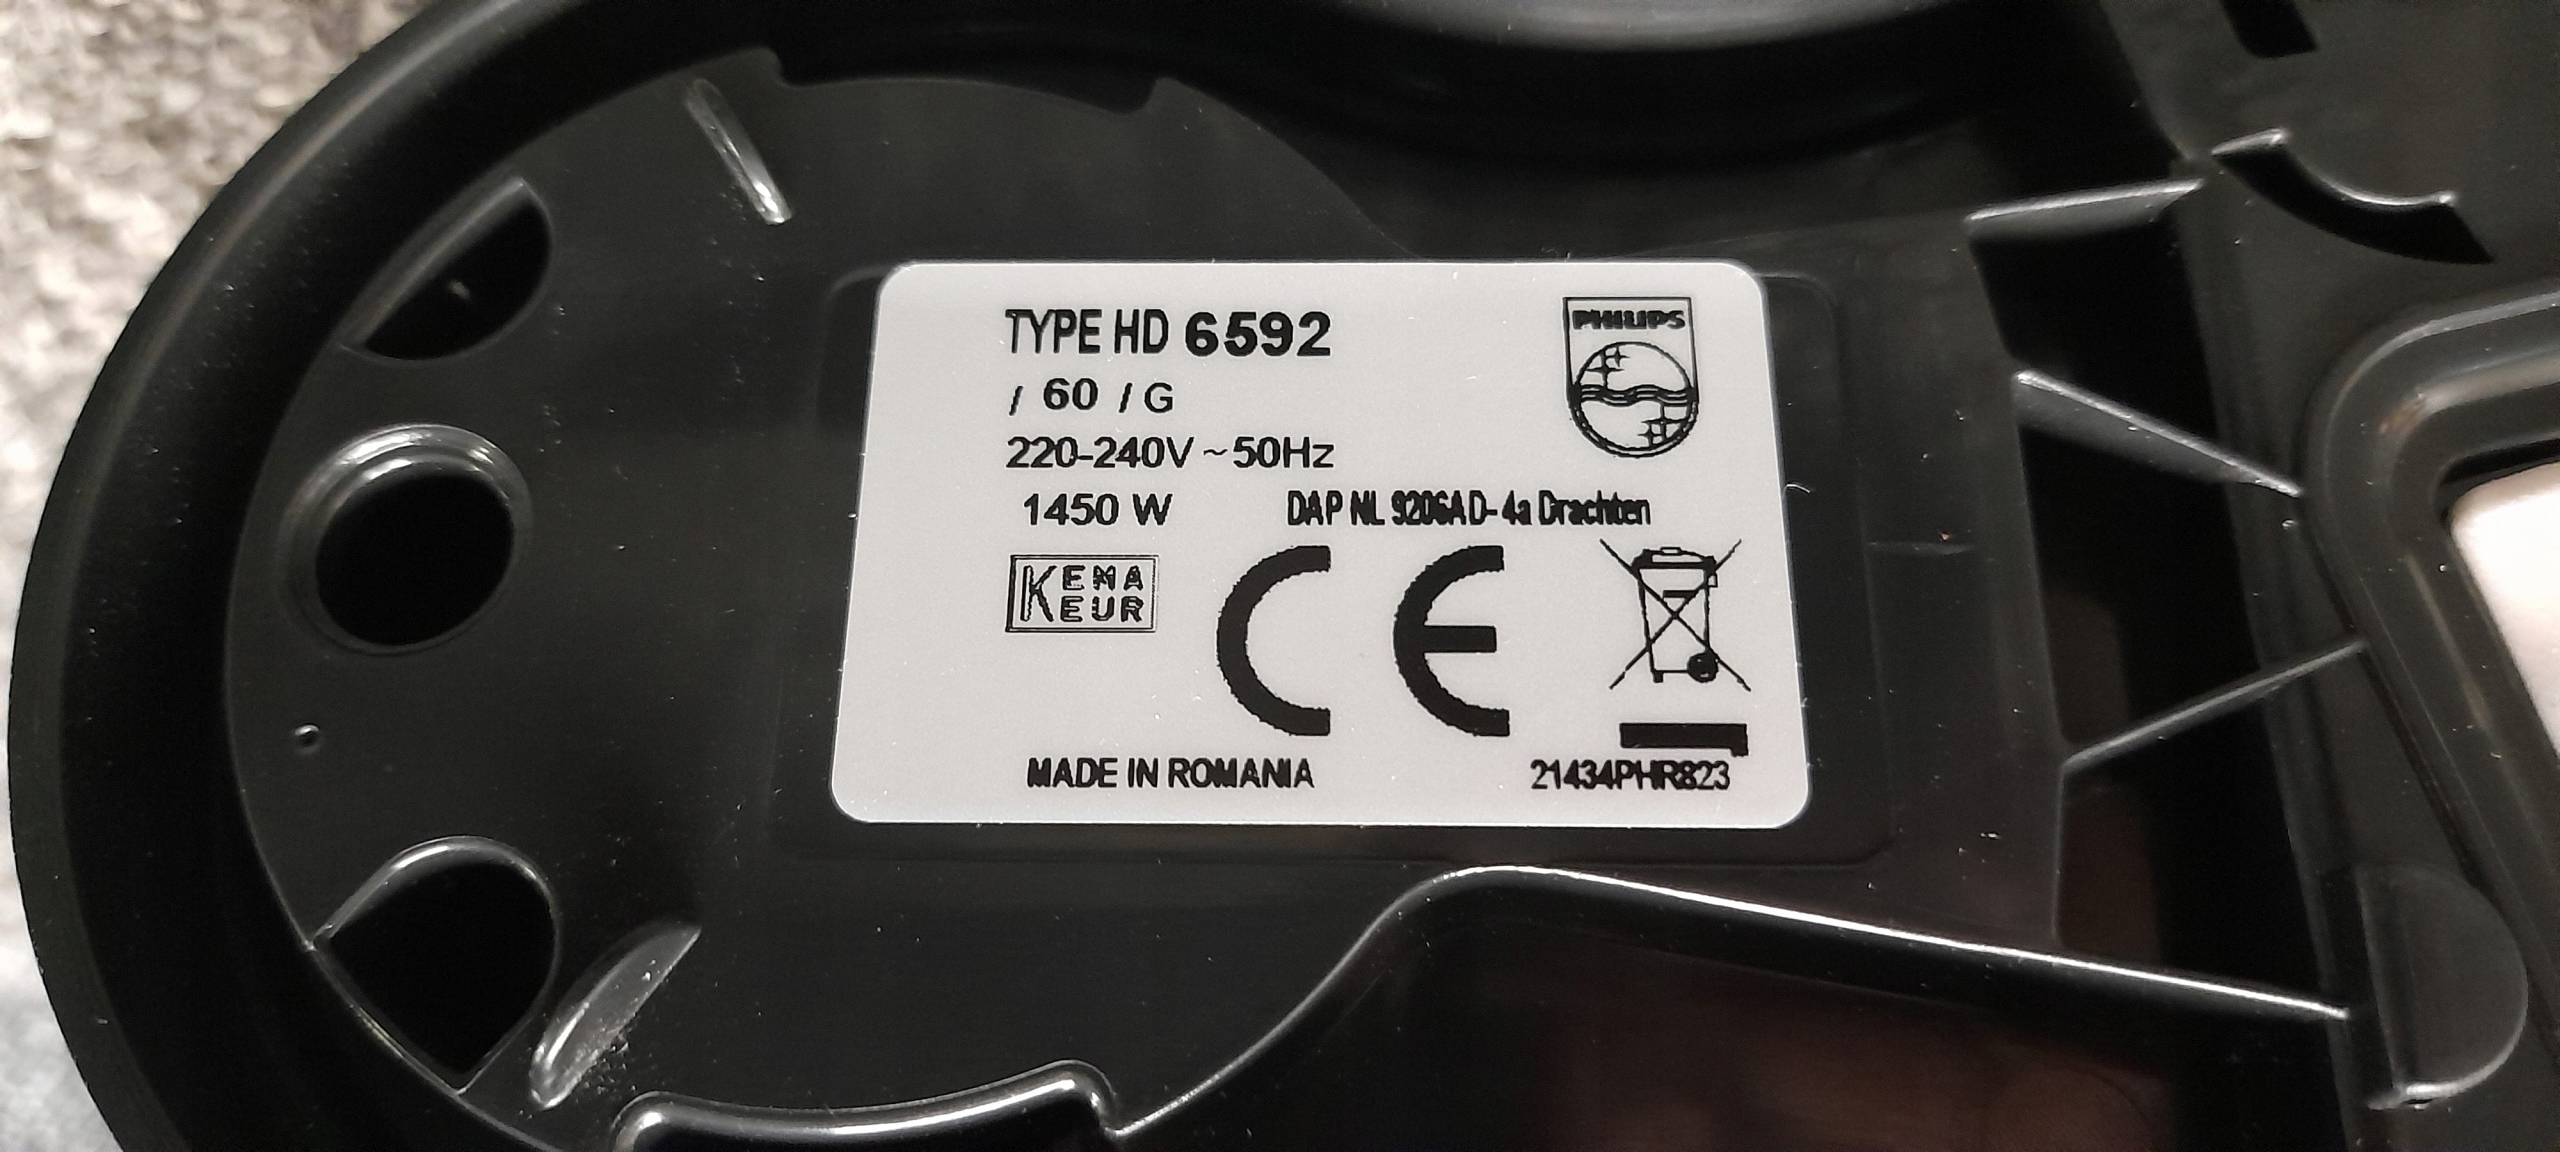 TYPE HD 6592
PHILIPS
/ 60 / G
220-240V ~ 50Hz
1450 W
DAP NL 9206AD-4a Drachten
KEMA
KEUR
CE
MADE IN ROMANIA
21434PHR823